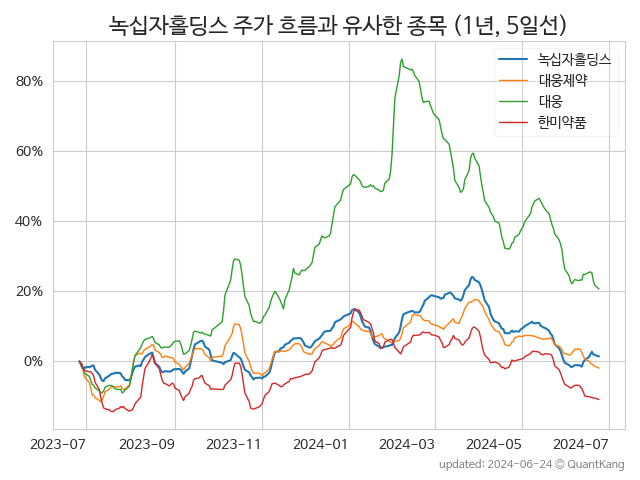 녹십자홀딩스 주가 흐름과 유사한 종목 (1년, 5일선)
녹십자홀딩스
대웅제약
대웅
한미약품
80%
60%
40%
20%
0%
2023-07 2023-09 2023-11 2024-01 2024-03 2024-05 2024-07
updated: 2024-06-24 © QuantKang